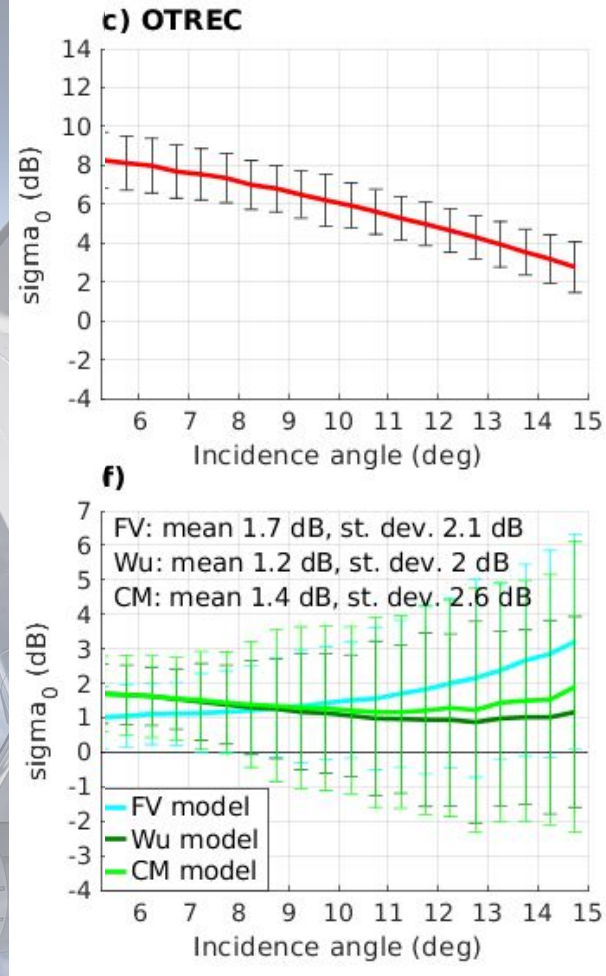 c) OTREC
14
12
10
8
6
4
2
0
-2
-4
sigma0 (dB)
6 7 8 9 10 11 12 13 14 15
Incidence angle (deg)
f)
7
6
5
4
3
2
1
0
-1
-2
-3
-4
sigma0 (dB)
FV: mean 1.7 dB, st. dev. 2.1 dB
Wu: mean 1.2 dB, st. dev. 2 dB
CM: mean 1.4 dB, st. dev. 2.6 dB
FV model
Wu model
CM model
6 7 8 9 10 11 12 13 14 15
Incidence angle (deg)